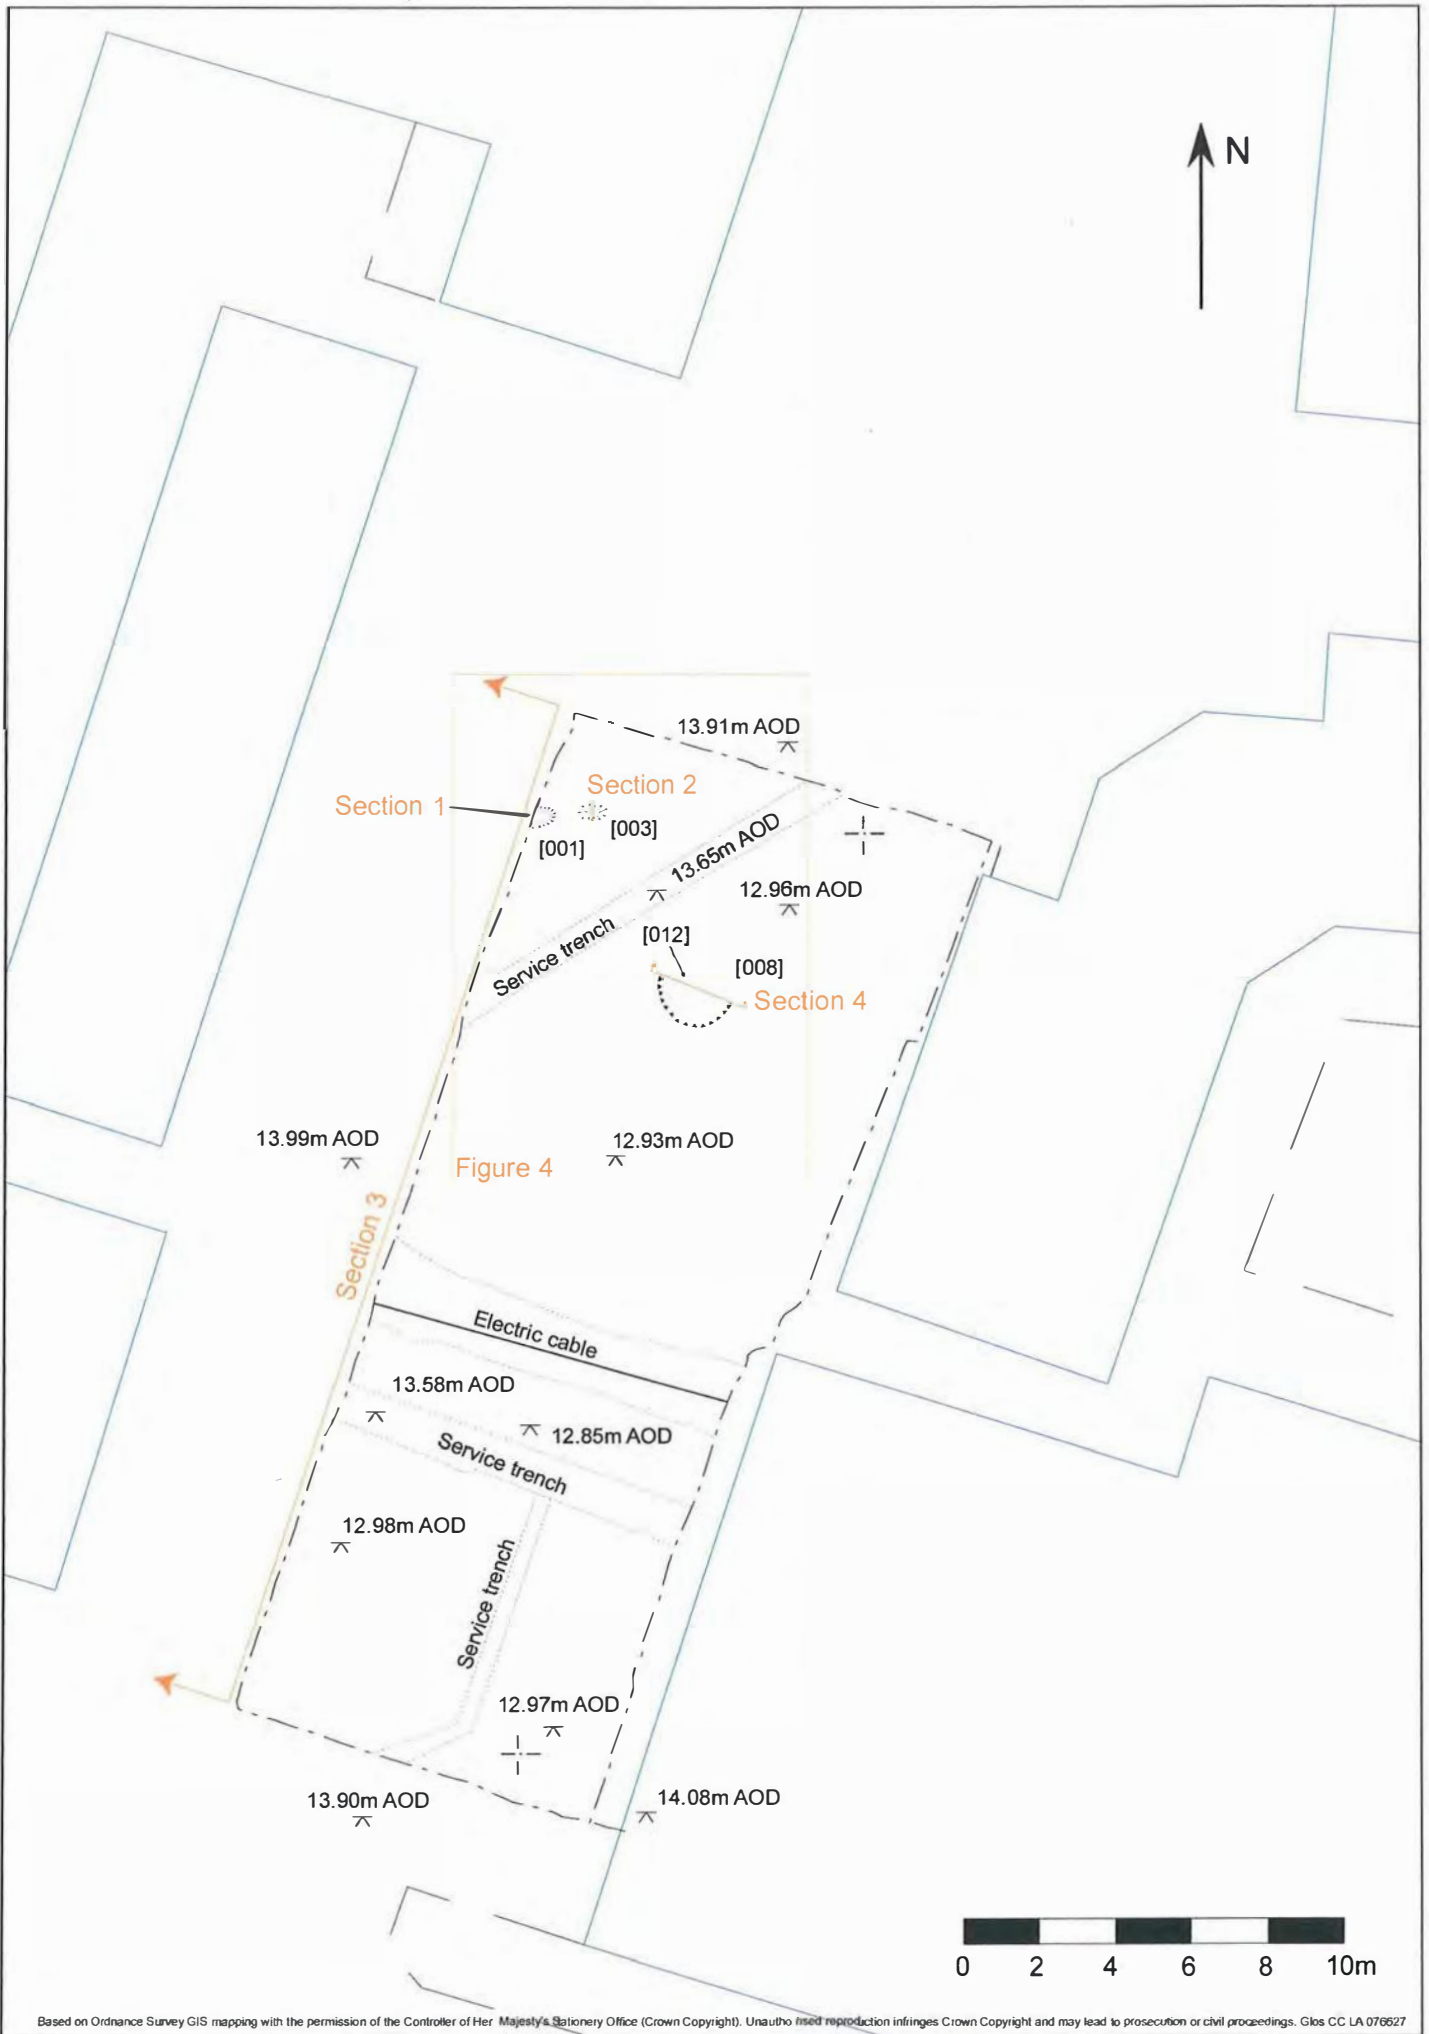 N
13.91m AOD
Section 2
Section 1
[003]
[001]
13.65m AOD
12.96m AOD
Service trench
[012]
[008]
Section 4
13.99m AOD
12.93m AOD
Figure 4
Section 3
Electric cable
13.58m AOD
12.85m AOD
Service trench
12.98m AOD
Service trench
12.97m AOD
13.90m AOD
14.08m AOD
0 2 4 6 8 10m
Based on Ordnance Survey GIS mapping with the permission of the Controller of Her Majesty's Stationery Office (Crown Copyright). Unautho rised reproduction infringes Crown Copyright and may lead to prosecution or civil proceedings. Glos CC LA 076627